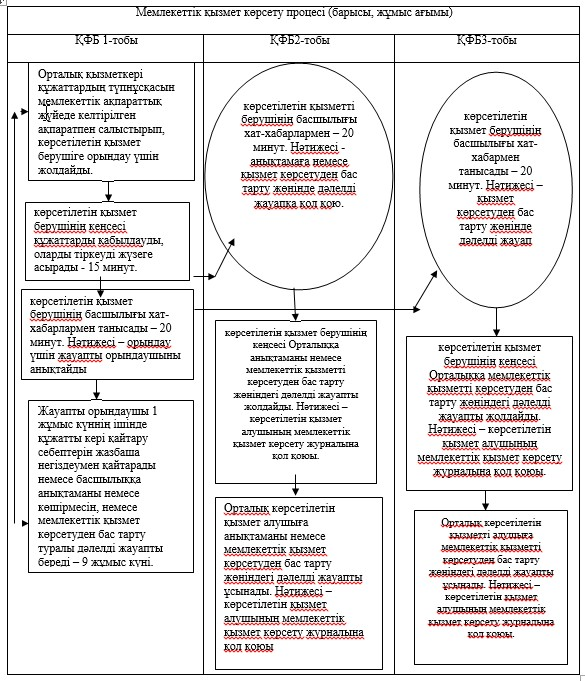 Мемлекеттік қызмет көрсету процесі (барысы, жұмыс ағымы)
ҚФБ 1-тобы
ҚФБ2-тобы
ҚФБ3-тобы
Орталық қызметкері
құжаттардың түпнұсқасын
мемлекеттік ақпараттық
жүйеде келтірілген
ақпаратпен салыстырып,
көрсетілетін қызмет
берушіге орындау үшін
жолдайды.
көрсетілетін қызмет
берушінің кеңсесі
құжаттарды қабылдауды,
оларды тіркеуді жүзеге
асырады - 15 минут.
көрсетілетін қызмет
берушінің басшылығы хат-
хабарлармен танысады – 20
минут. Нәтижесі – орындау
үшін жауапты орындаушыны
анықтайды
Жауапты орындаушы 1
жұмыс күннің ішінде
құжатты кері қайтару
себептерін жазбаша
негіздеумен қайтарады
немесе басшылыққа
анықтаманы немесе
көшірмесін, немесе
мемлекеттік қызмет
көрсетуден бас тарту
туралы дәлелді жауапты
береді – 9 жұмыс күні.
көрсетілетін қызметті
берушінің басшылығы
хат-хабарлармен – 20
минут. Нәтижесі -
анықтамаға немесе
қызмет көрсетуден бас
тарту жөнінде дәлелді
жауапқа қол қою.
көрсетілетін қызмет берушінің
кеңсесі Орталыққа
анықтаманы немесе
мемлекеттік қызметті
көрсетуден бас тарту
жөніндегі дәлелді жауапты
жолдайды. Нәтижесі –
көрсетілетін қызмет
алушының мемлекеттік
қызмет көрсету журналына
қол қоюы.
Орталық көрсетілетін
қызмет алушыға
анықтаманы немесе
мемлекеттік қызмет
көрсетуден бас тарту
жөніндегі дәлелді жауапты
ұсынады. Нәтижесі –
көрсетілетін қызмет
алушының мемлекеттік
қызмет көрсету журналына
қол қоюы
көрсетілетін
қызмет берушінің
басшылығы хат-
хабармен
танысады – 20
минут. Нәтижесі –
қызмет
көрсетуден бас
тарту жөнінде
дәлелді жауап
көрсетілетін қызмет
берушінің кеңсесі
Орталыққа мемлекеттік
қызметті көрсетуден бас
тарту жөніндегі дәлелді
жауапты жолдайды.
Нәтижесі – көрсетілетін
қызмет алушының
мемлекеттік қызмет көрсету
журналына қол қоюы.
Орталық көрсетілетін
қызметті алушыға
мемлекеттік қызметті
көрсетуден бас тарту
жөніндегі дәлелді жауапты
ұсынады. Нәтижесі –
көрсетілетін қызмет
алушының мемлекеттік
қызмет көрсету журналына
қол қоюы.